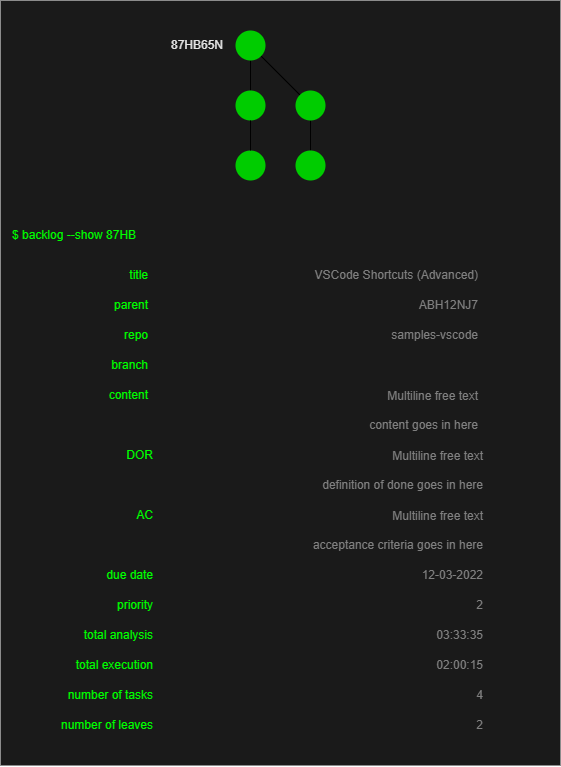 87HB65N
$ backlog --show 87HB
title VSCode Shortcuts (Advanced)
parent ABH12NJ7
repo samples-vscode
branch
content Multiline free text
content goes in here
DOR Multiline free text
definition of done goes in here
AC Multiline free text
acceptance criteria goes in here
due date 12-03-2022
priority 2
total analysis 03:33:35
total execution 02:00:15
number of tasks 4
number of leaves 2